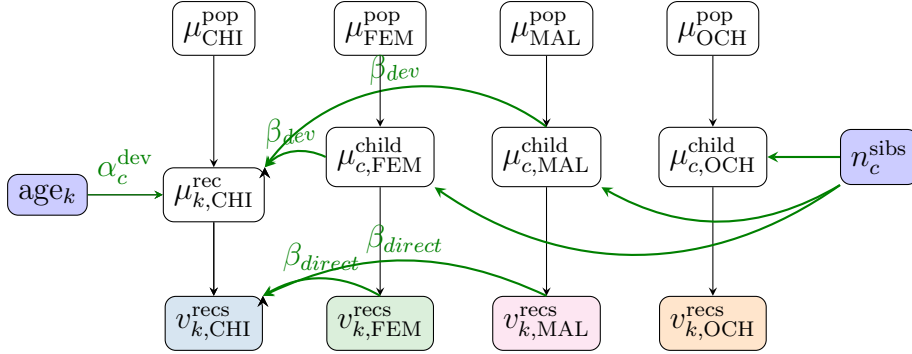 μ^pop_CHI μ^pop_FEM μ^pop_MAL μ^pop_OCH
β_dev
β_dev
α^dev_c
μ^child_c,FEM μ^child_c,MAL μ^child_c,OCH n^sibs_c
age_k μ^rec_k,CHI
β_direct
β_direct
v^recs_k,CHI v^recs_k,FEM v^recs_k,MAL v^recs_k,OCH